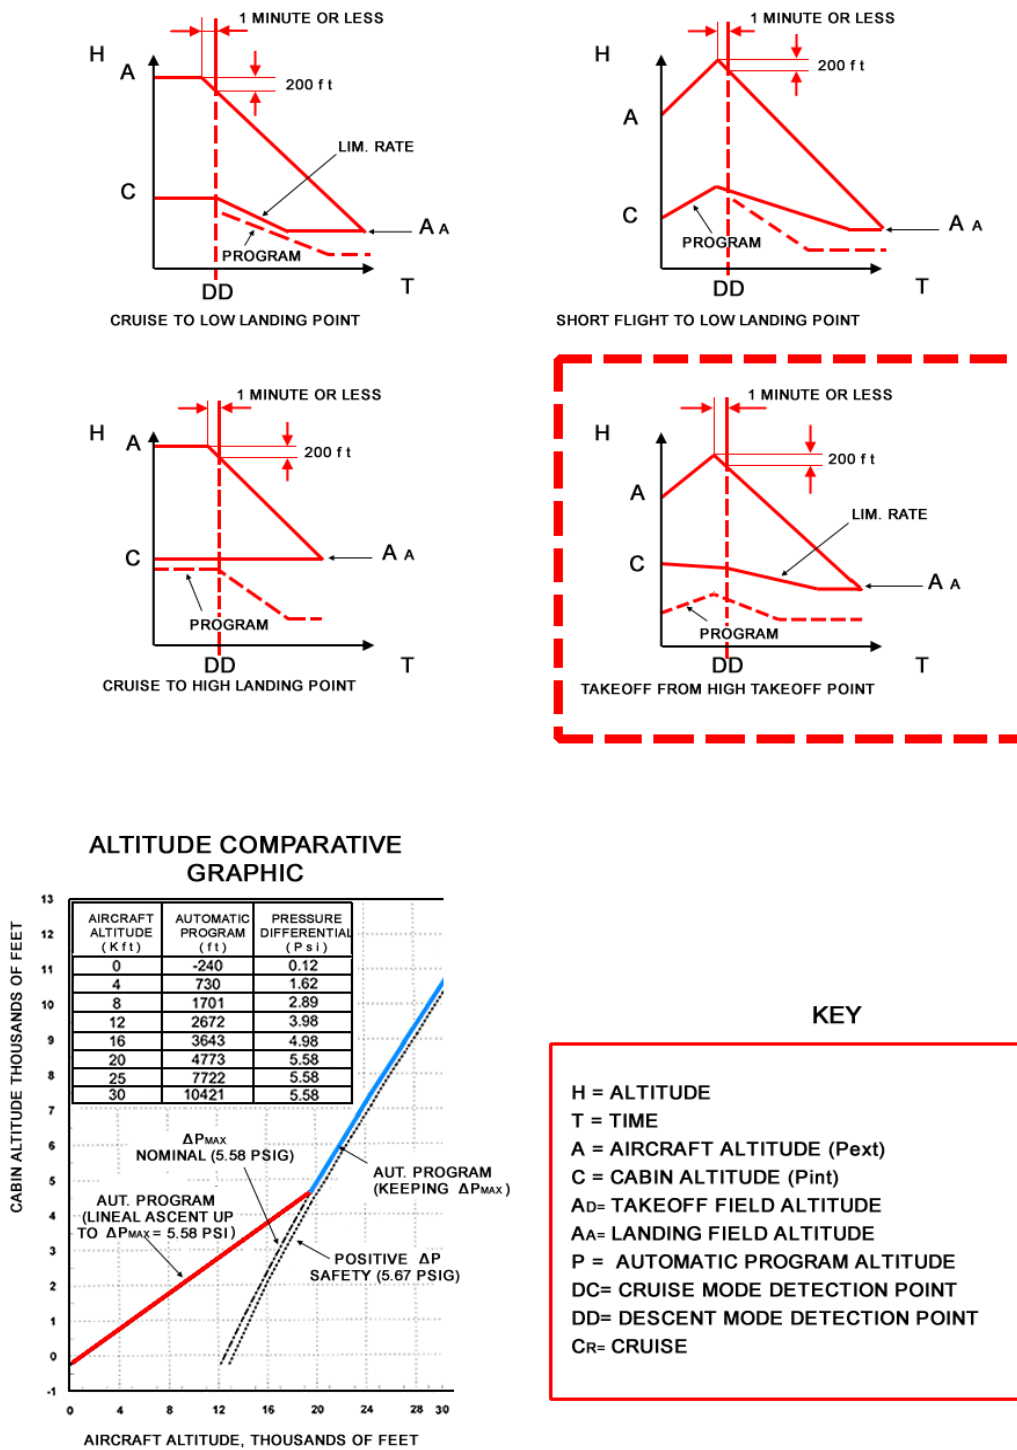 1 MINUTE OR LESS
H
A
200 ft
LIM. RATE
C
A A
PROGRAM
DD
T
CRUISE TO LOW LANDING POINT
1 MINUTE OR LESS
H
200 ft
A
C
PROGRAM
A A
DD
T
SHORT FLIGHT TO LOW LANDING POINT
1 MINUTE OR LESS
H
A
200 ft
C
A A
PROGRAM
DD
T
CRUISE TO HIGH LANDING POINT
1 MINUTE OR LESS
H
200 ft
A
LIM. RATE
C
A A
PROGRAM
DD
T
TAKEOFF FROM HIGH TAKEOFF POINT
ALTITUDE COMPARATIVE
GRAPHIC
CABIN ALTITUDE THOUSANDS OF FEET
13
12
11
10
9
8
7
6
5
4
3
2
1
0
-1
AIRCRAFT ALTITUDE (Kft) AUTOMATIC PROGRAM (ft) PRESSURE DIFFERENTIAL (Psi)
0 -240 0.12
4 730 1.62
8 1701 2.89
12 2672 3.98
16 3643 4.98
20 4773 5.58
25 7722 5.58
30 10421 5.58
ΔPMAX
NOMINAL (5.58 PSIG)
AUT. PROGRAM
(KEEPING ΔPMAX)
AUT. PROGRAM
(LINEAL ASCENT UP
TO ΔPMAX = 5.58 PSI)
POSITIVE ΔP
SAFETY (5.67 PSIG)
0 4 8 12 16 20 24 28 30
AIRCRAFT ALTITUDE, THOUSANDS OF FEET
KEY
H = ALTITUDE
T = TIME
A = AIRCRAFT ALTITUDE (Pext)
C = CABIN ALTITUDE (Pint)
AD= TAKEOFF FIELD ALTITUDE
AA= LANDING FIELD ALTITUDE
P = AUTOMATIC PROGRAM ALTITUDE
DC= CRUISE MODE DETECTION POINT
DD= DESCENT MODE DETECTION POINT
CR= CRUISE